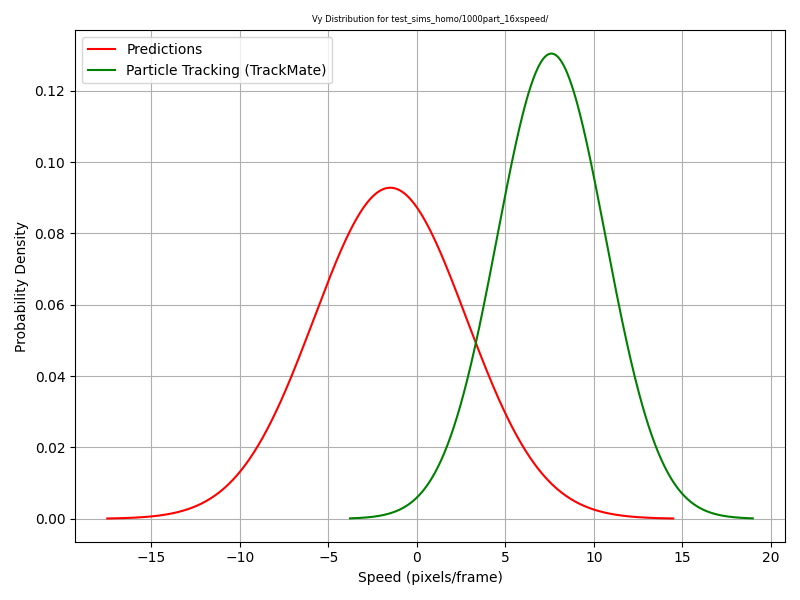 Vy Distribution for test_sims_homo/1000part_16xspeed/
Predictions
Particle Tracking (TrackMate)
Probability Density
0.12
0.10
0.08
0.06
0.04
0.02
0.00
−15 −10 −5 0 5 10 15 20
Speed (pixels/frame)